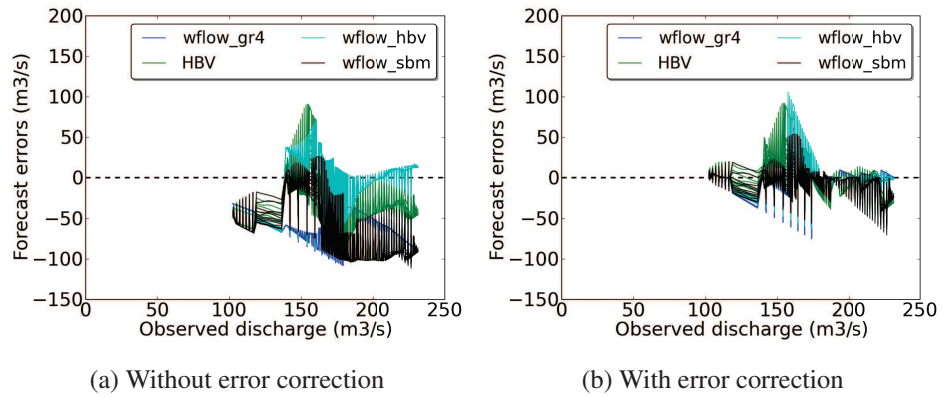 200
150
100
50
0
−50
−100
−150
Forecast errors (m3/s)
wflow_gr4
HBV
wflow_hbv
wflow_sbm
0
50
100
150
200
250
Observed discharge (m3/s)
(a) Without error correction
200
150
100
50
0
−50
−100
−150
Forecast errors (m3/s)
wflow_gr4
HBV
wflow_hbv
wflow_sbm
0
50
100
150
200
250
Observed discharge (m3/s)
(b) With error correction